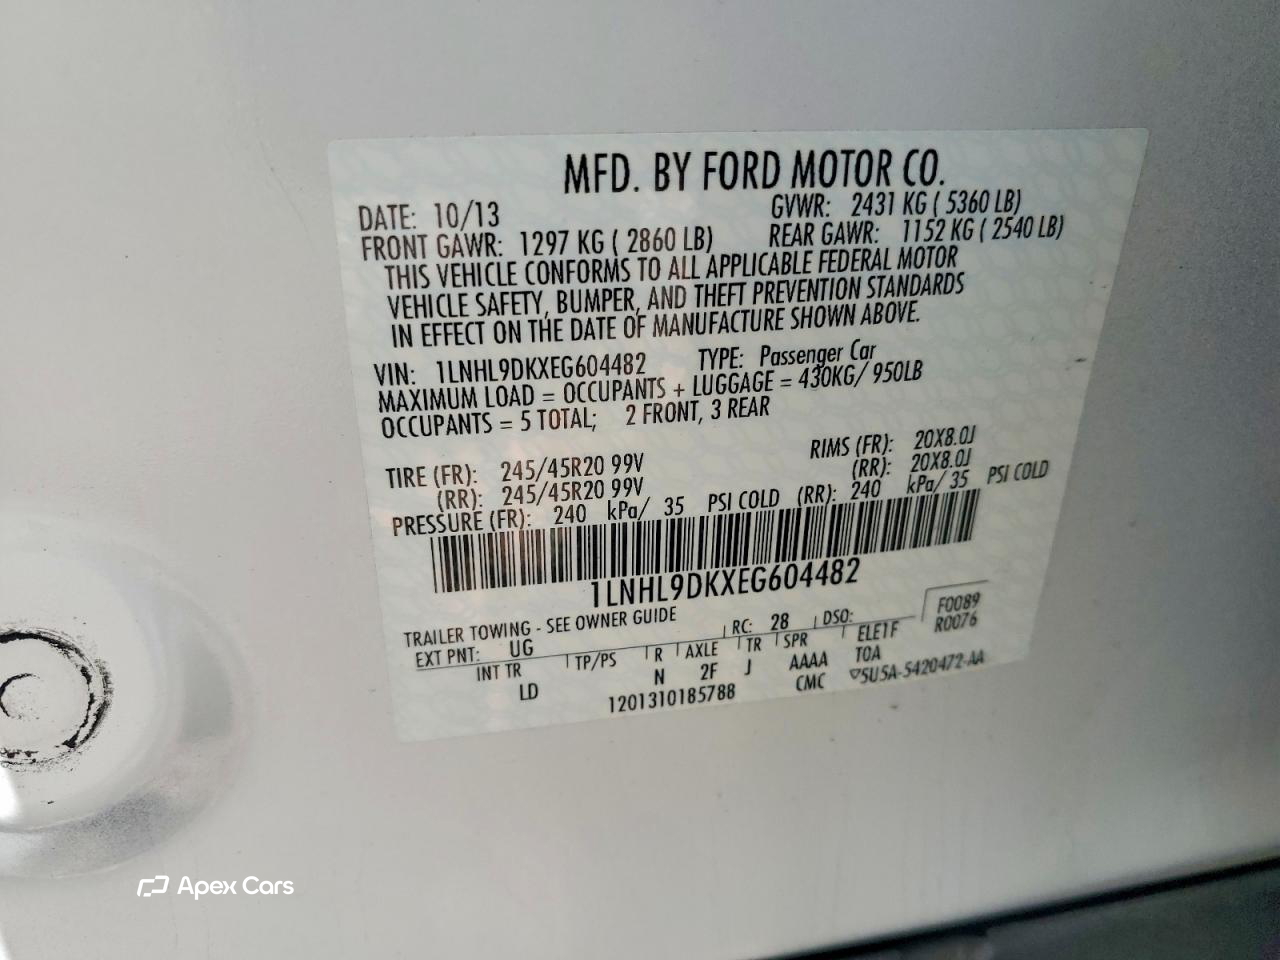 MFD. BY FORD MOTOR CO.
DATE: 10/13 GVWR: 2431 KG ( 5360 LB)
FRONT GAWR: 1297 KG ( 2860 LB) REAR GAWR: 1152 KG ( 2540 LB)
THIS VEHICLE CONFORMS TO ALL APPLICABLE FEDERAL MOTOR
VEHICLE SAFETY, BUMPER, AND THEFT PREVENTION STANDARDS
IN EFFECT ON THE DATE OF MANUFACTURE SHOWN ABOVE.
VIN: 1LNHL9DKXEG604482 TYPE: Passenger Car
MAXIMUM LOAD = OCCUPANTS + LUGGAGE = 430KG/ 950LB
OCCUPANTS = 5 TOTAL; 2 FRONT, 3 REAR
TIRE (FR): 245/45R20 99V RIMS (FR): 20X8.0J
(RR): 245/45R20 99V (RR): 20X8.0J
PRESSURE (FR): 240 kPa/ 35 PSI COLD (RR): 240 kPa/ 35 PSI COLD
1LNHL9DKXEG604482
TRAILER TOWING - SEE OWNER GUIDE RC: 28 DSO: F0089
EXT PNT: UG R0076
INT TR TP/PS R AXLE TR SPR ELE1F
LD N 2F J AAAA TOA
1201310185788 CMC ▽5U5A-5420472-AA
Apex Cars